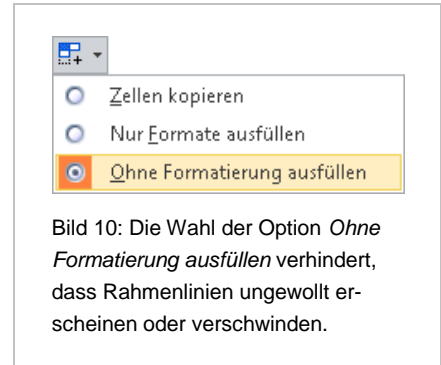 Zellen kopieren
Nur Formate ausfüllen
Ohne Formatierung ausfüllen
Bild 10: Die Wahl der Option Ohne
Formatierung ausfüllen verhindert,
dass Rahmenlinien ungewollt er-
scheinen oder verschwinden.